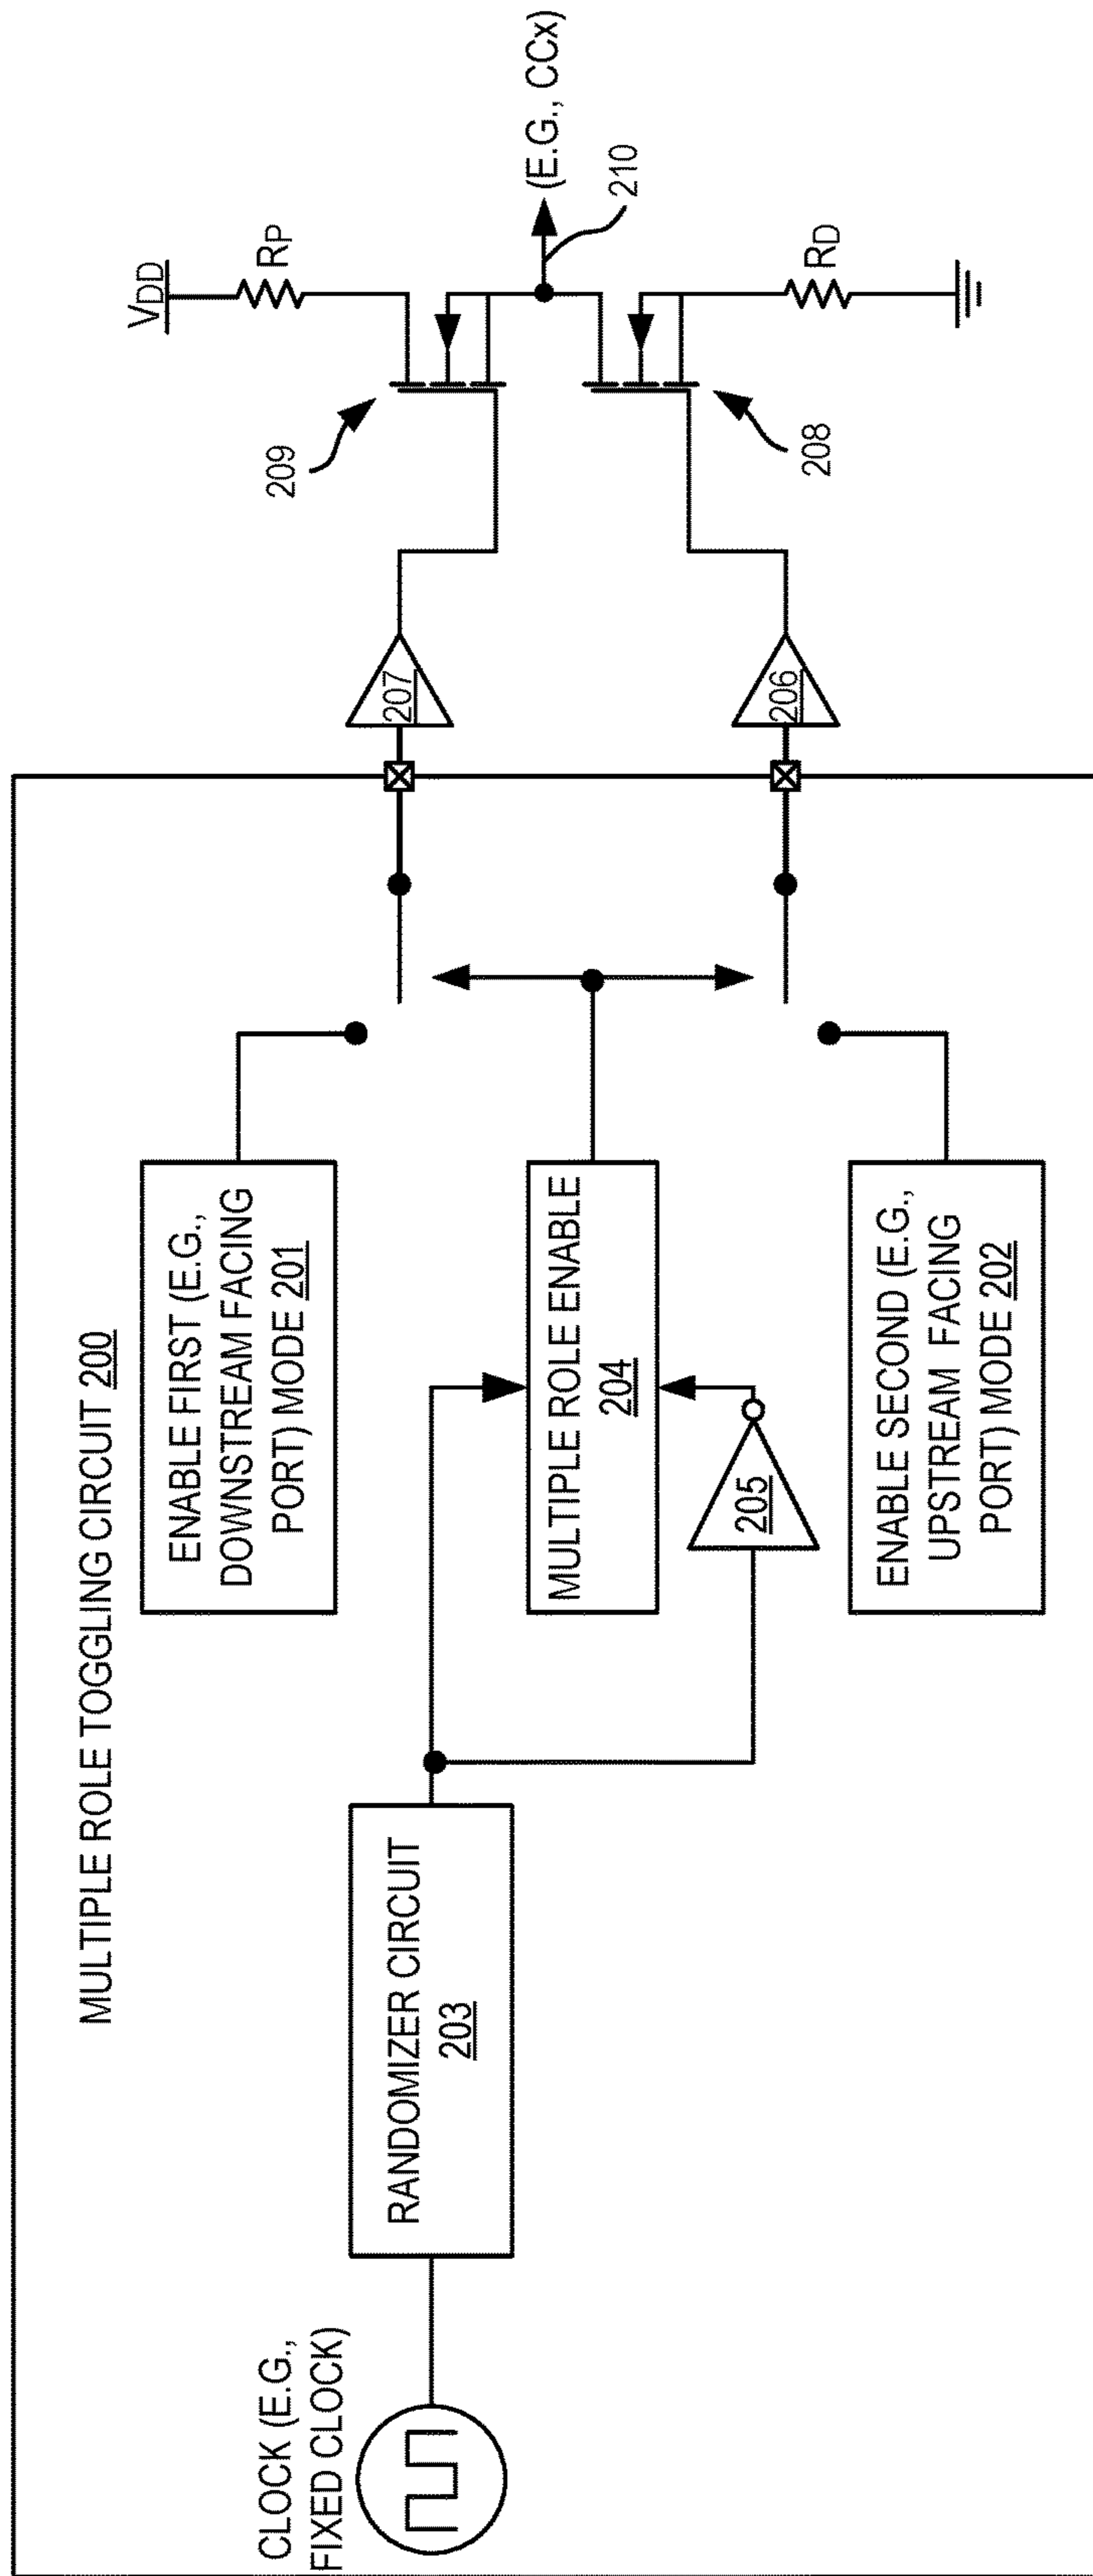 MULTIPLE ROLE TOGGLING CIRCUIT 200
CLOCK (E.G.,
FIXED CLOCK)
RANDOMIZER CIRCUIT
203
ENABLE FIRST (E.G.,
DOWNSTREAM FACING
PORT) MODE 201
MULTIPLE ROLE ENABLE
204
205
ENABLE SECOND (E.G.,
UPSTREAM FACING
PORT) MODE 202
207
206
209
208
VDD
RP
(E.G., CCx)
210
RD